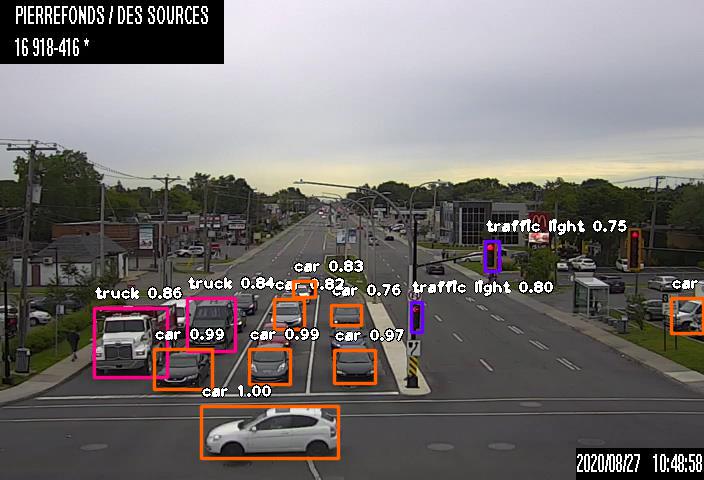 PIERREFONDS / DES SOURCES
16 918-416 *
traffic light 0.75
car 0.83
truck 0.86
truck 0.84
car 0.82
car 0.76
traffic light 0.80
car
car 0.99
car 0.99
car 0.97
car 1.00
2020/08/27 10:48:58